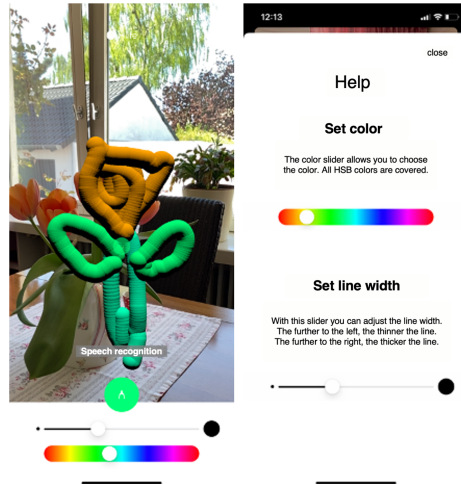 Speech recognition
12:13
close
Help
Set color
The color slider allows you to choose
the color. All HSB colors are covered.
Set line width
With this slider you can adjust the line width.
The further to the left, the thinner the line.
The further to the right, the thicker the line.